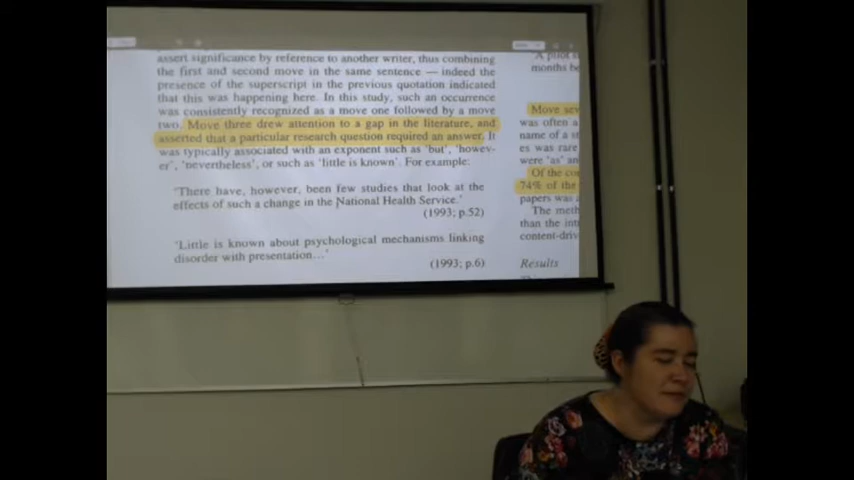 assert significance by reference to another writer, thus combining
the first and second move in the same sentence — indeed the
presence of the superscript in the previous quotation indicated
that this was happening here. In this study, such an occurrence
was consistently recognized as a move one followed by a move
two. Move three drew attention to a gap in the literature, and
asserted that a particular research question required an answer. It
was typically associated with an exponent such as 'but', 'howev-
er', 'nevertheless', or such as 'little is known'. For example:
'There have, however, been few studies that look at the
effects of such a change in the National Health Service.'
(1993; p.52)
'Little is known about psychological mechanisms linking
disorder with presentation...'
(1993; p.6)
A pilot s
months be
Move sev
was often a
name of a st
es was rare
were 'as' an
Of the co
74% of the
papers was
The meth
than the int
content-driv
Results